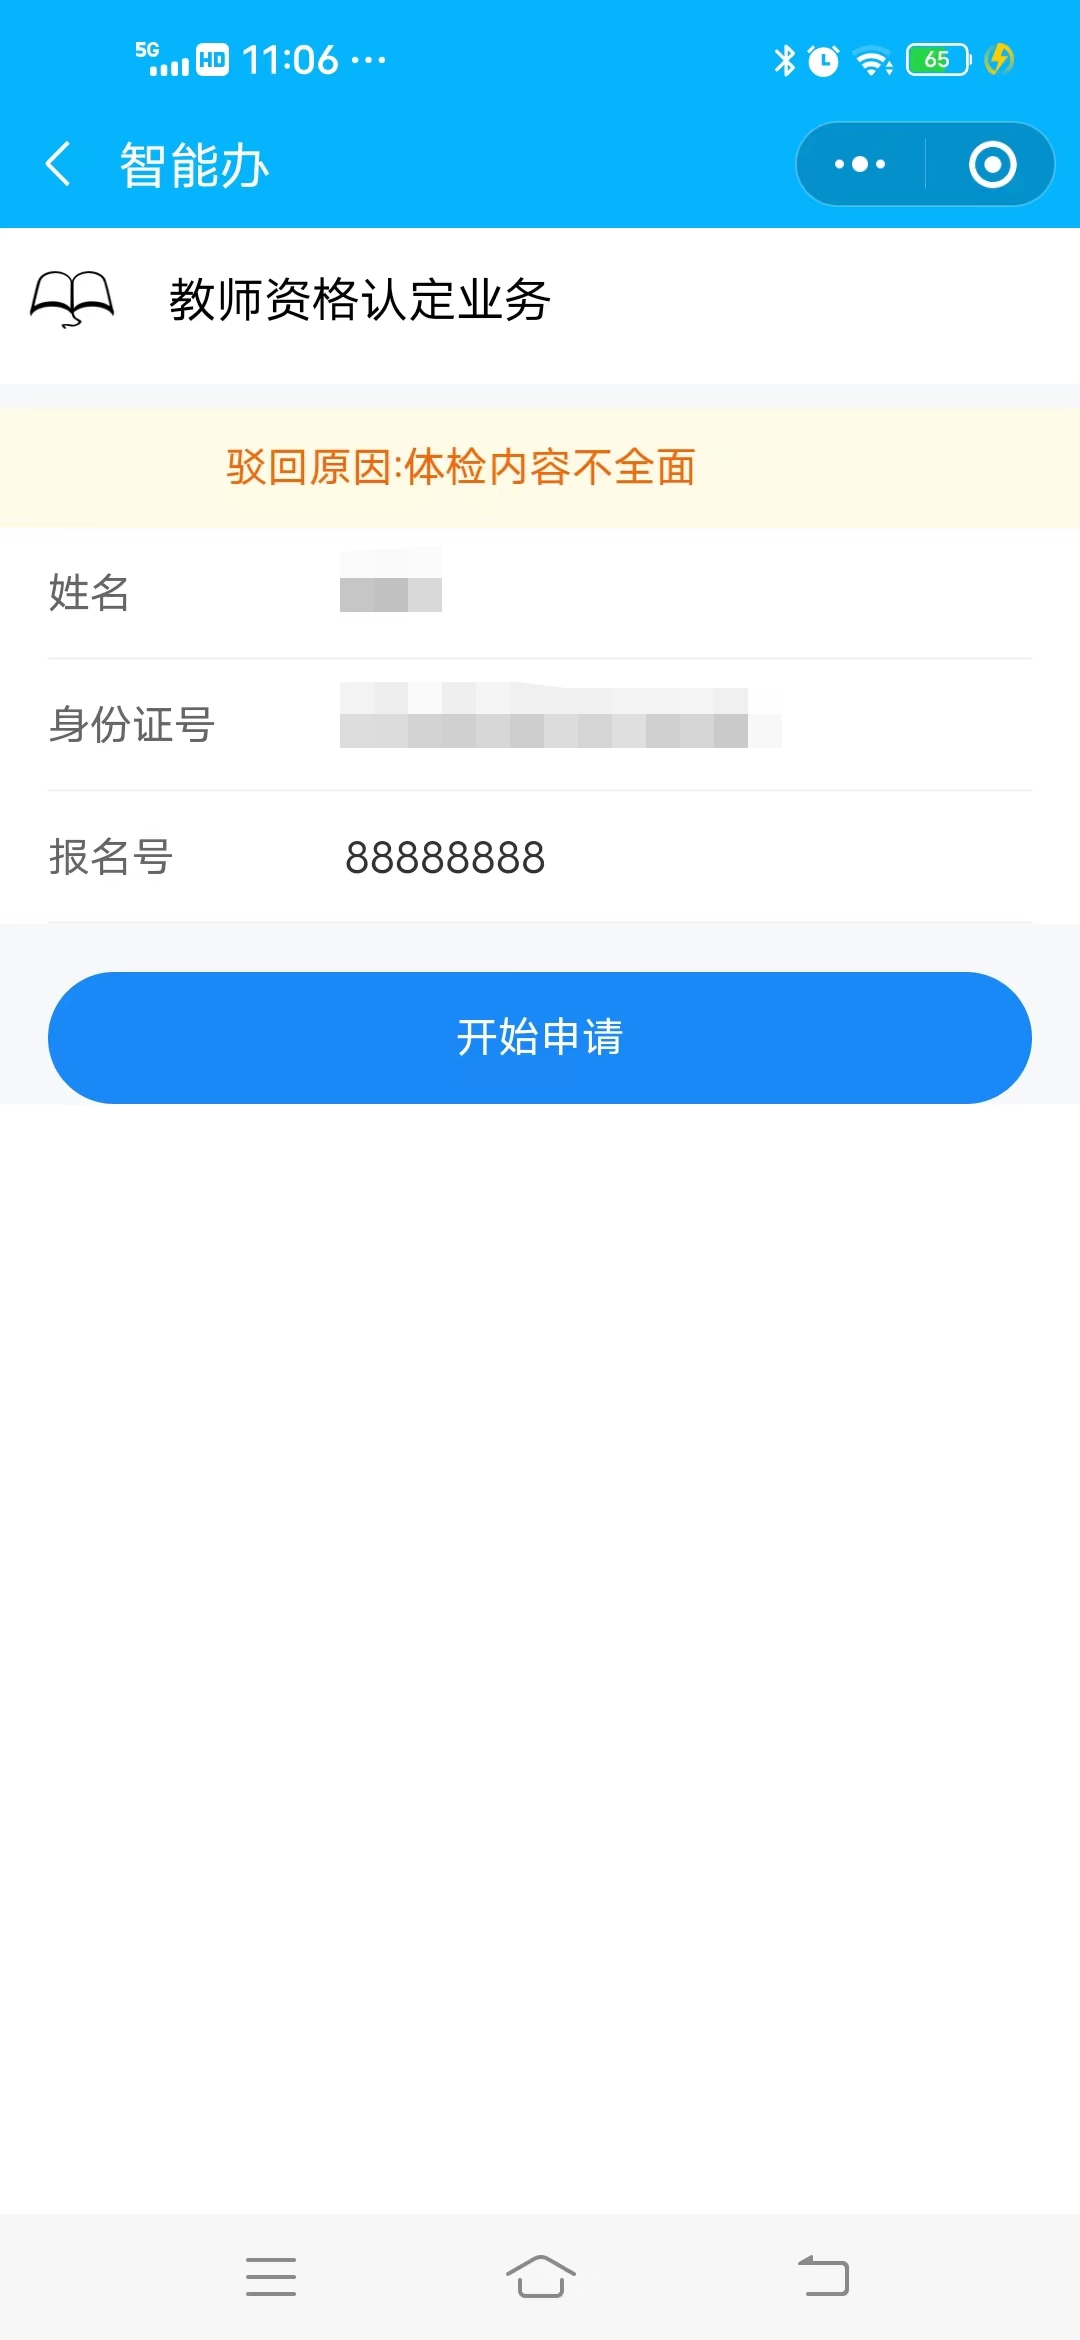 5G HD 11:06 ··· 65
智能办
教师资格认定业务
驳回原因:体检内容不全面
姓名
身份证号
报名号 88888888
开始申请